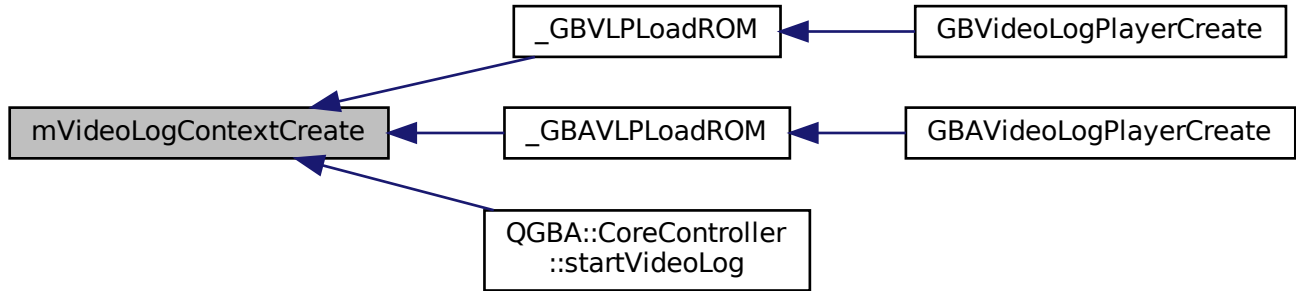 _GBVLPLoadROM
GBVideoLogPlayerCreate
mVideoLogContextCreate
_GBAVLPLoadROM
GBAVideoLogPlayerCreate
QGBA::CoreController
::startVideoLog